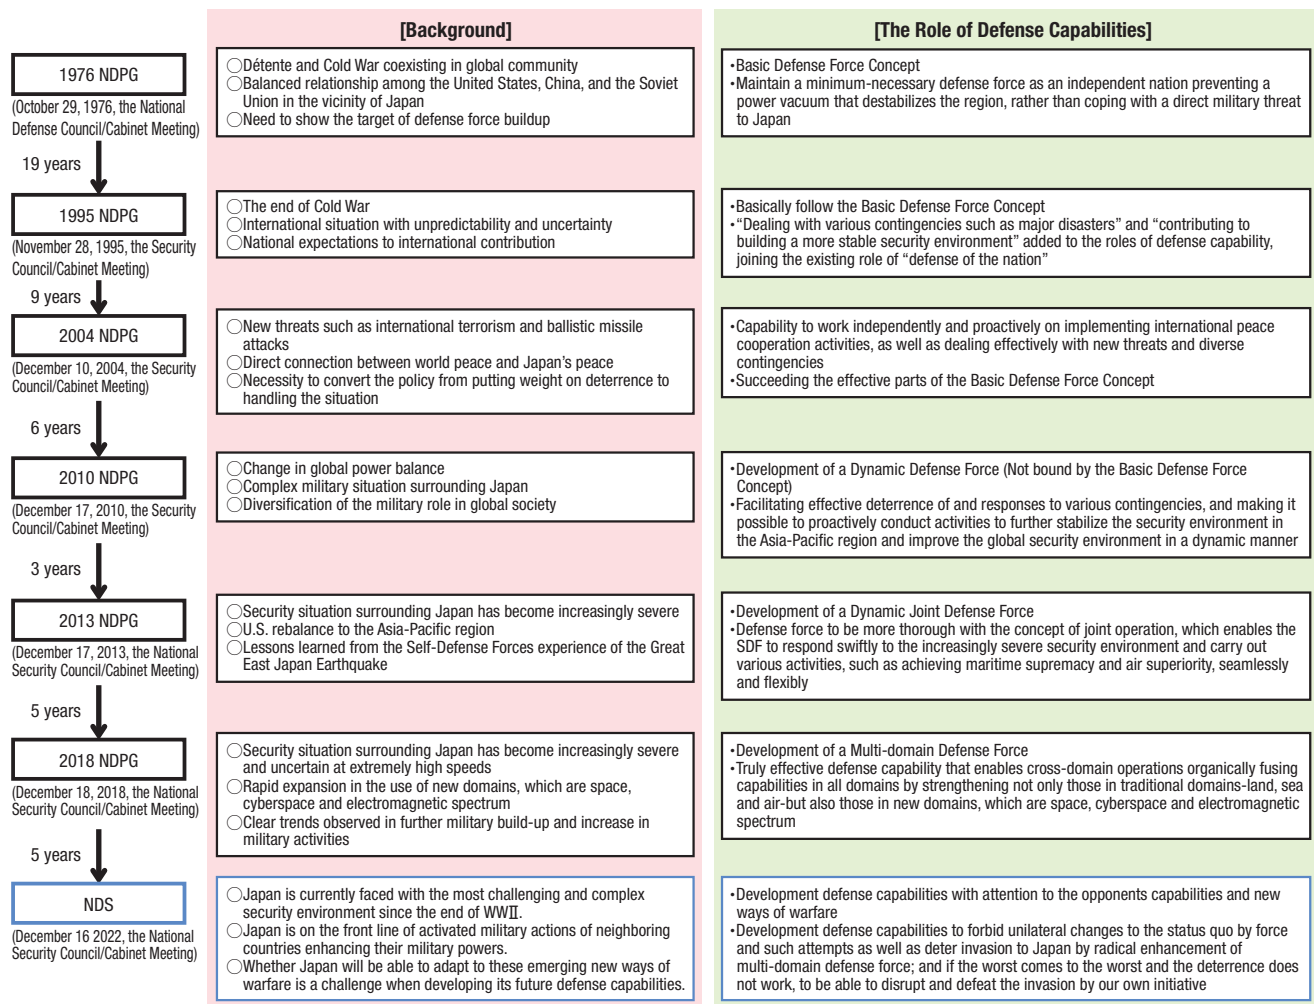 [Background]
[The Role of Defense Capabilities]
1976 NDPG
(October 29, 1976, the National
Defense Council/Cabinet Meeting)
○Détente and Cold War coexisting in global community
○Balanced relationship among the United States, China, and the Soviet
Union in the vicinity of Japan
○Need to show the target of defense force buildup
・Basic Defense Force Concept
・Maintain a minimum-necessary defense force as an independent nation preventing a
power vacuum that destabilizes the region, rather than coping with a direct military threat
to Japan
19 years
1995 NDPG
(November 28, 1995, the Security
Council/Cabinet Meeting)
○The end of Cold War
○International situation with unpredictability and uncertainty
○National expectations to international contribution
・Basically follow the Basic Defense Force Concept
・“Dealing with various contingencies such as major disasters” and “contributing to
building a more stable security environment” added to the roles of defense capability,
joining the existing role of “defense of the nation”
9 years
2004 NDPG
(December 10, 2004, the Security
Council/Cabinet Meeting)
○New threats such as international terrorism and ballistic missile
attacks
○Direct connection between world peace and Japan’s peace
○Necessity to convert the policy from putting weight on deterrence to
handling the situation
・Capability to work independently and proactively on implementing international peace
cooperation activities, as well as dealing effectively with new threats and diverse
contingencies
・Succeeding the effective parts of the Basic Defense Force Concept
6 years
2010 NDPG
(December 17, 2010, the Security
Council/Cabinet Meeting)
○Change in global power balance
○Complex military situation surrounding Japan
○Diversification of the military role in global society
・Development of a Dynamic Defense Force (Not bound by the Basic Defense Force
Concept)
・Facilitating effective deterrence of and responses to various contingencies, and making it
possible to proactively conduct activities to further stabilize the security environment in
the Asia-Pacific region and improve the global security environment in a dynamic manner
3 years
2013 NDPG
(December 17, 2013, the National
Security Council/Cabinet Meeting)
○Security situation surrounding Japan has become increasingly severe
○U.S. rebalance to the Asia-Pacific region
○Lessons learned from the Self-Defense Forces experience of the Great
East Japan Earthquake
・Development of a Dynamic Joint Defense Force
・Defense force to be more thorough with the concept of joint operation, which enables the
SDF to respond swiftly to the increasingly severe security environment and carry out
various activities, such as achieving maritime supremacy and air superiority, seamlessly
and flexibly
5 years
2018 NDPG
(December 18, 2018, the National
Security Council/Cabinet Meeting)
○Security situation surrounding Japan has become increasingly severe
and uncertain at extremely high speeds
○Rapid expansion in the use of new domains, which are space,
cyberspace and electromagnetic spectrum
○Clear trends observed in further military build-up and increase in
military activities
・Development of a Multi-domain Defense Force
・Truly effective defense capability that enables cross-domain operations organically fusing
capabilities in all domains by strengthening not only those in traditional domains-land, sea
and air-but also those in new domains, which are space, cyberspace and electromagnetic
spectrum
5 years
NDS
(December 16 2022, the National
Security Council/Cabinet Meeting)
○Japan is currently faced with the most challenging and complex
security environment since the end of WWⅡ.
○Japan is on the front line of activated military actions of neighboring
countries enhancing their military powers.
○Whether Japan will be able to adapt to these emerging new ways of
warfare is a challenge when developing its future defense capabilities.
・Development defense capabilities with attention to the opponents capabilities and new
ways of warfare
・Development defense capabilities to forbid unilateral changes to the status quo by force
and such attempts as well as deter invasion to Japan by radical enhancement of
multi-domain defense force; and if the worst comes to the worst and the deterrence does
not work, to be able to disrupt and defeat the invasion by our own initiative